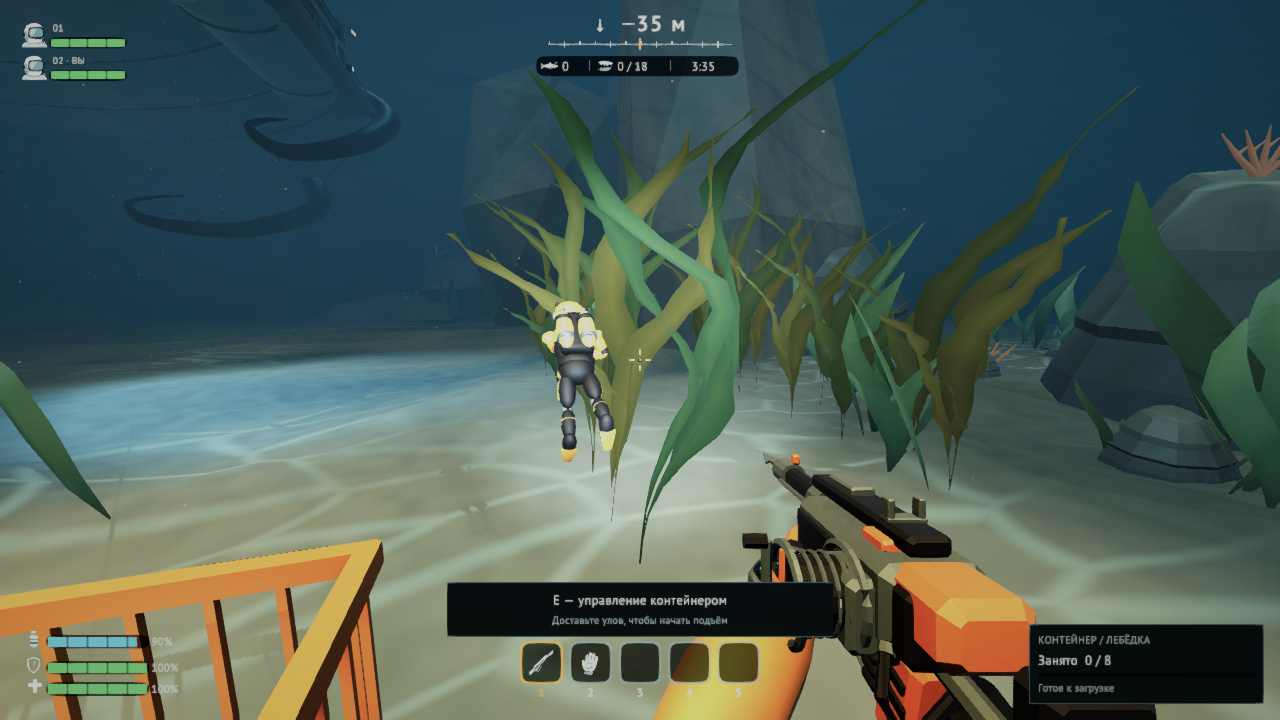 01
02 · ВЫ
−35 м
0 0 / 18 3:35
Е — управление контейнером
Доставьте улов, чтобы начать подъём
1 2 3 4 5
90%
100%
100%
КОНТЕЙНЕР / ЛЕБЁДКА
Занято 0 / 8
Готов к загрузке